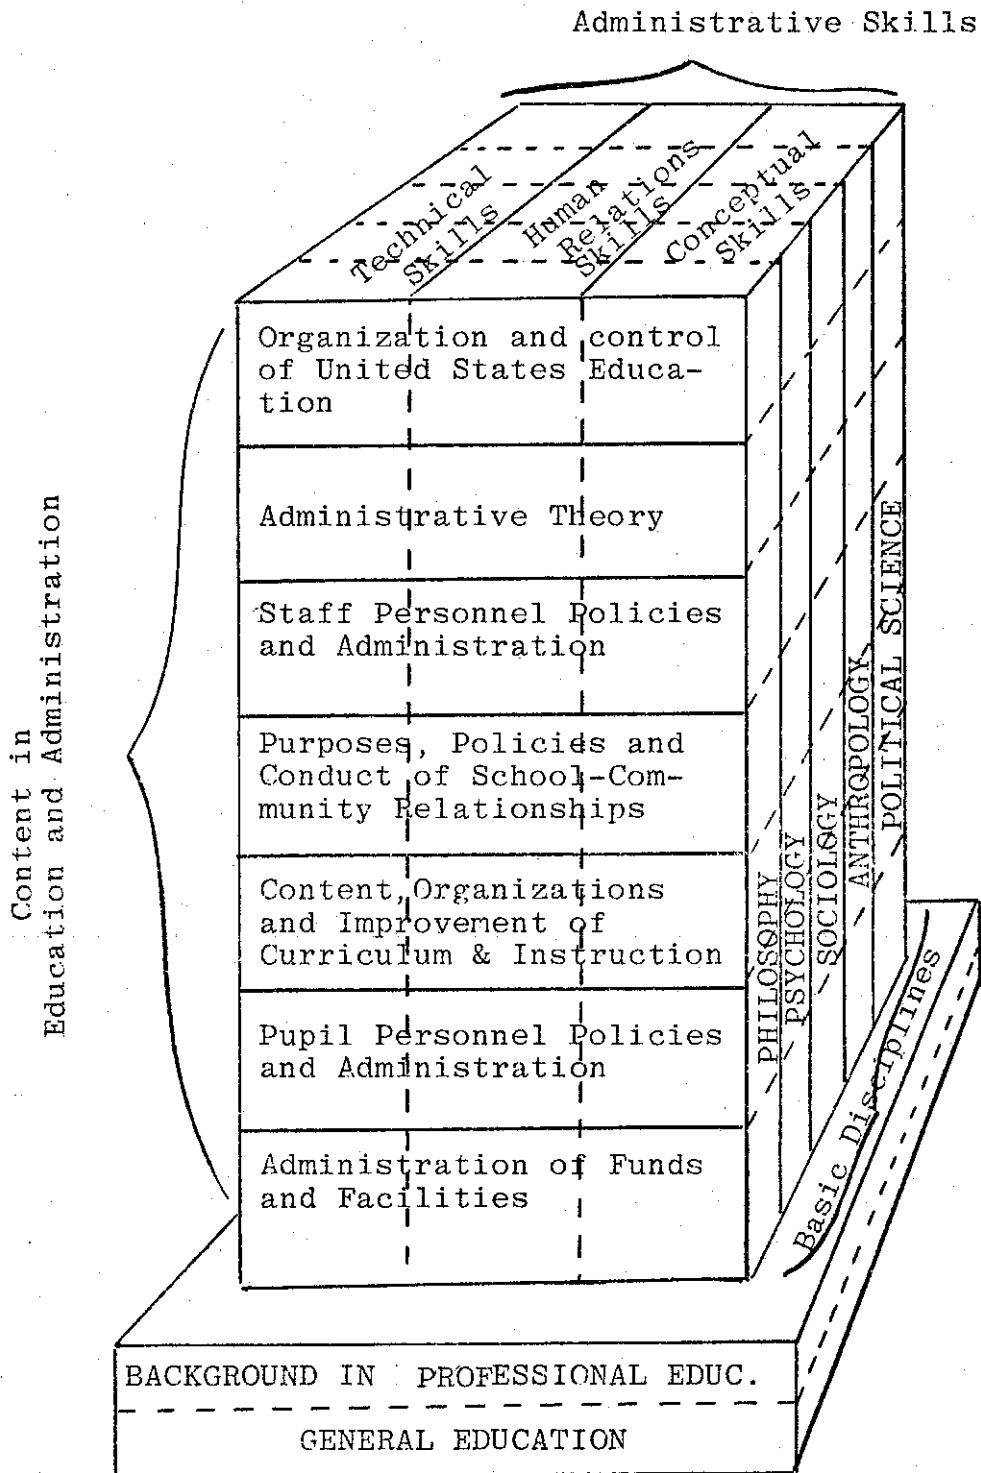 Administrative Skills
Technical
Skills
Human
Relations
Skills
Conceptual
Skills
Content in
Education and Administration
Organization and control
of United States Educa-
tion
Administrative Theory
Staff Personnel Policies
and Administration
Purposes, Policies and
Conduct of School-Com-
munity Relationships
Content, Organizations
and Improvement of
Curriculum & Instruction
Pupil Personnel Policies
and Administration
Administration of Funds
and Facilities
PHILOSOPHY
PSYCHOLOGY
SOCIOLOGY
ANTHROPOLOGY
POLITICAL SCIENCE
Basic Disciplines
BACKGROUND IN PROFESSIONAL EDUC.
GENERAL EDUCATION